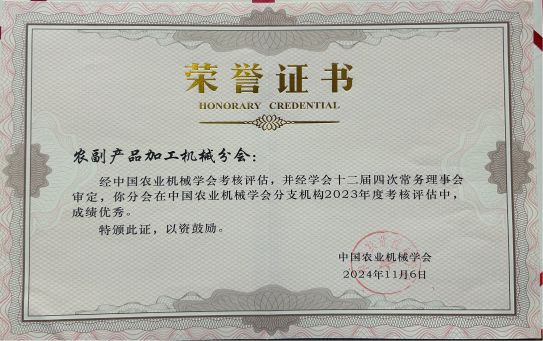 荣誉证书
HONORARY CREDENTIAL
农副产品加工机械分会：
经中国农业机械学会考核评估，并经学会十二届四次常务理事会
审定，你分会在中国农业机械学会分支机构2023年度考核评估中，
成绩优秀。
特颁此证，以资鼓励。
中国农业机械学会
2024年11月6日